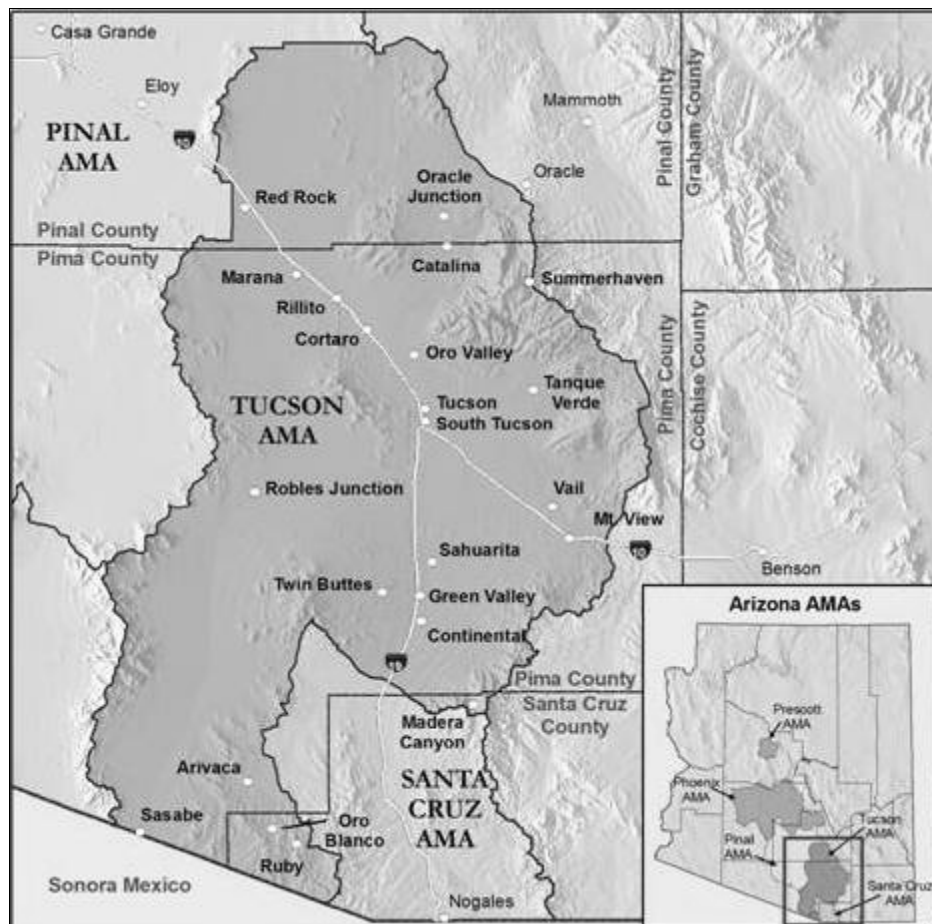 Casa Grande
Eloy
Mammoth
PINAL
AMA
10
Pinal County
Graham County
Oracle
Oracle
Junction
Red Rock
Pinal County
Pima County
Catalina
Marana
Summerhaven
Rillito
Cortaro
Oro Valley
Pima County
Cochise County
Tanque
Verde
TUCSON
AMA
Tucson
South Tucson
Robles Junction
Vail
Mt. View
10
Sahuarita
Benson
Twin Buttes
Green Valley
Continental
19
Pima County
Santa Cruz
County
Madera
Canyon
Arivaca
SANTA
CRUZ
AMA
Sasabe
Oro
Blanco
Ruby
Sonora Mexico
Nogales
Arizona AMAs
Prescott
AMA
Phoenix
AMA
Tucson
AMA
Pinal
AMA
Santa Cruz
AMA